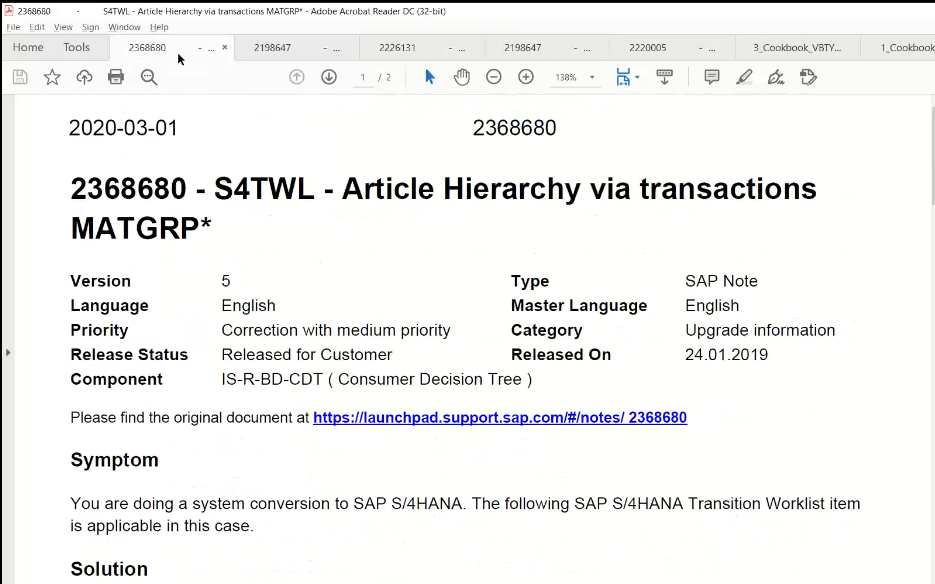 2368680 - S4TWL - Article Hierarchy via transactions MATGRP* - Adobe Acrobat Reader DC (32-bit)
File Edit View Sign Window Help
Home Tools 2368680 - ... × 2198647 - ... 2226131 - ... 2198647 - ... 2220005 - ... 3_Cookbook_VBTY... 1_Cookbook
1 / 2 138%
2020-03-01 2368680
2368680 - S4TWL - Article Hierarchy via transactions
MATGRP*
Version 5 Type SAP Note
Language English Master Language English
Priority Correction with medium priority Category Upgrade information
Release Status Released for Customer Released On 24.01.2019
Component IS-R-BD-CDT ( Consumer Decision Tree )
Please find the original document at https://launchpad.support.sap.com/#/notes/ 2368680
Symptom
You are doing a system conversion to SAP S/4HANA. The following SAP S/4HANA Transition Worklist item
is applicable in this case.
Solution